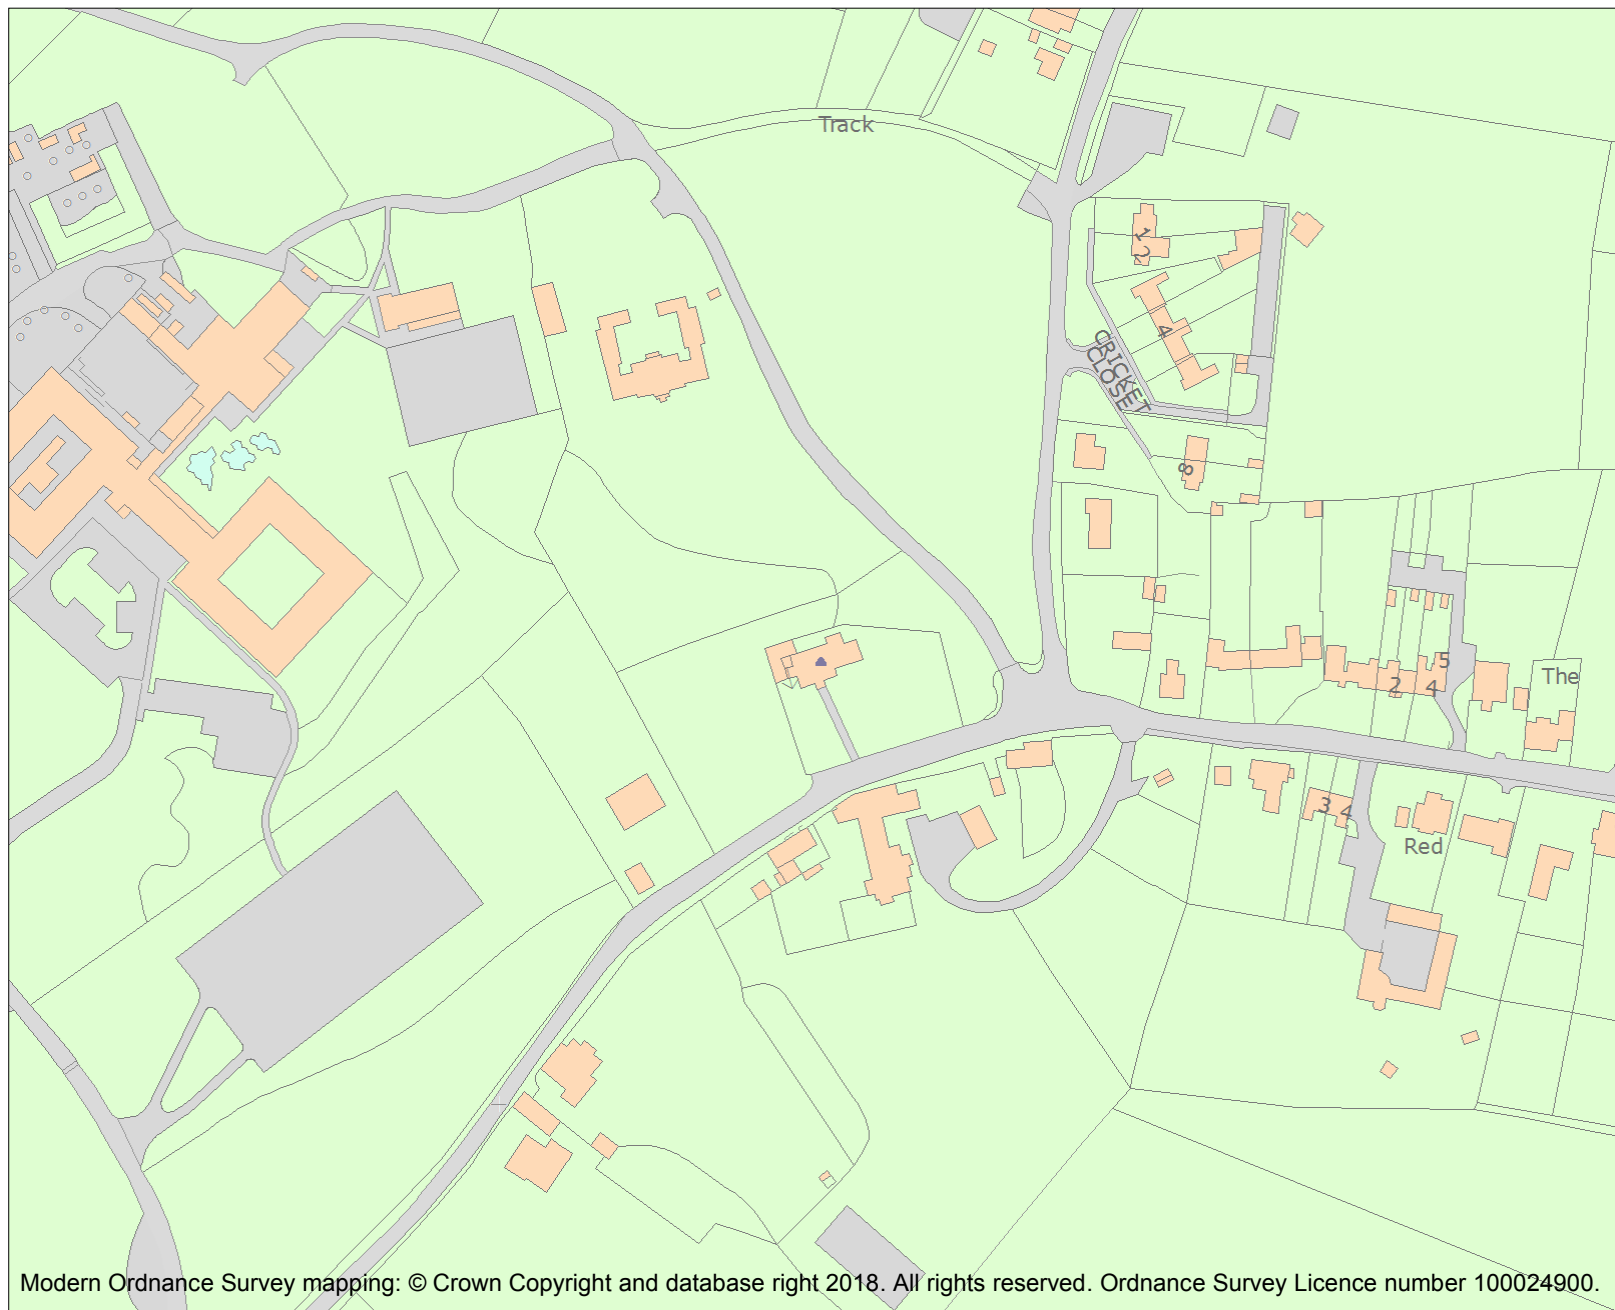 Track
1
2
4
CRICKET
CLOSE
8
5
The
2
4
3 4
Red
Modern Ordnance Survey mapping: © Crown Copyright and database right 2018. All rights reserved. Ordnance Survey Licence number 100024900.